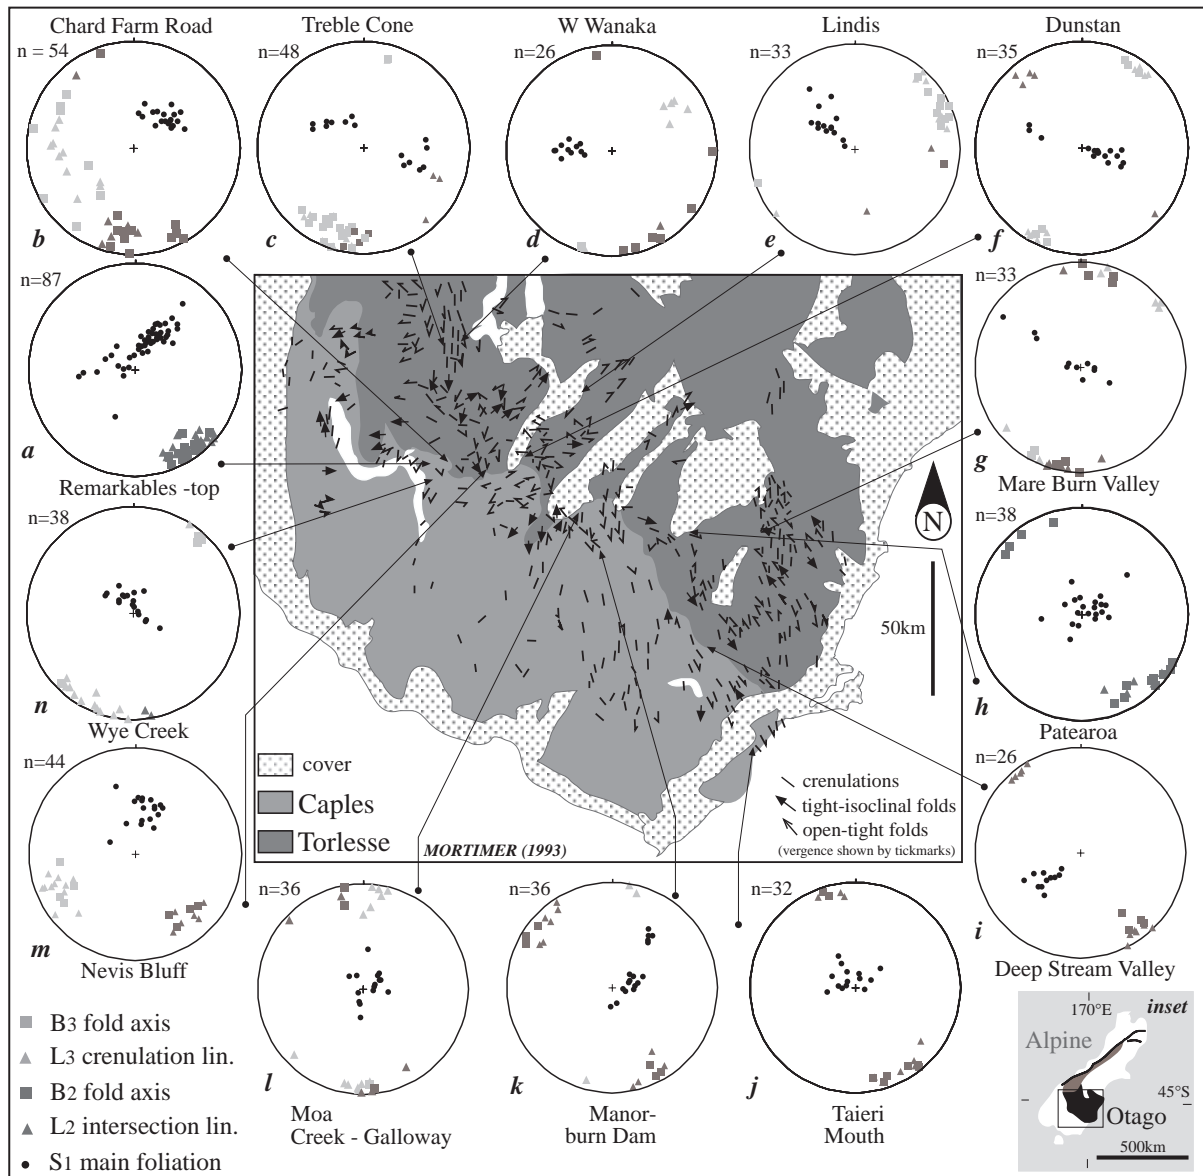 Chard Farm Road
Treble Cone
W Wanaka
Lindis
Dunstan
n = 54
n=48
n=26
n=33
n=35
b
c
d
e
f
n=87
n=33
a
g
Remarkables -top
Mare Burn Valley
n=38
n=38
N
50km
n
h
Wye Creek
Patearoa
n=44
n=26
cover
Caples
Torlesse
crenulations
tight-isoclinal folds
open-tight folds
(vergence shown by tickmarks)
MORTIMER (1993)
n=36
n=36
n=32
m
i
Nevis Bluff
Deep Stream Valley
B3 fold axis
L3 crenulation lin.
B2 fold axis
L2 intersection lin.
S1 main foliation
l
k
j
Moa
Creek - Galloway
Manor-
burn Dam
Taieri
Mouth
170°E
inset
Alpine
45°S
Otago
500km